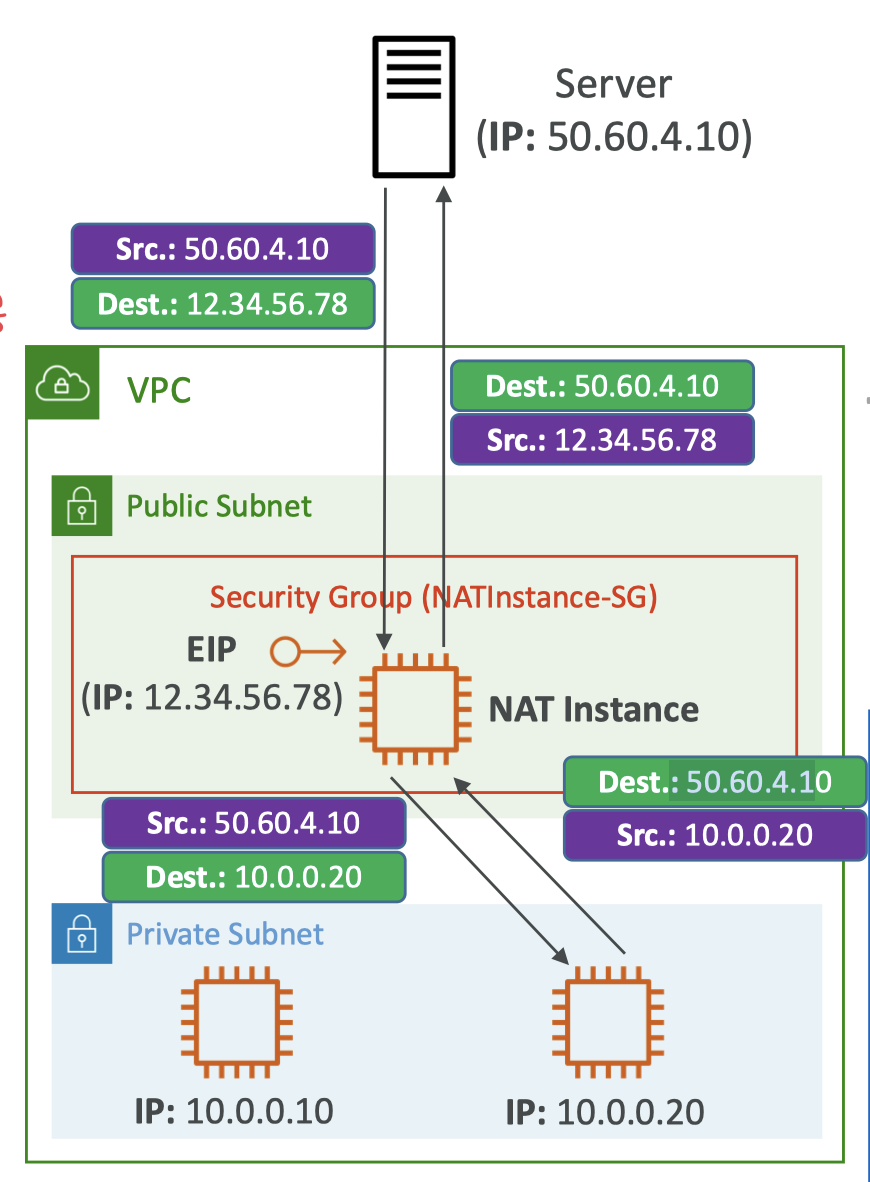 Server
(IP: 50.60.4.10)
Src.: 50.60.4.10
Dest.: 12.34.56.78
VPC
Dest.: 50.60.4.10
Src.: 12.34.56.78
Public Subnet
Security Group (NATInstance-SG)
EIP
(IP: 12.34.56.78)
NAT Instance
Dest.: 50.60.4.10
Src.: 10.0.0.20
Src.: 50.60.4.10
Dest.: 10.0.0.20
Private Subnet
IP: 10.0.0.10
IP: 10.0.0.20